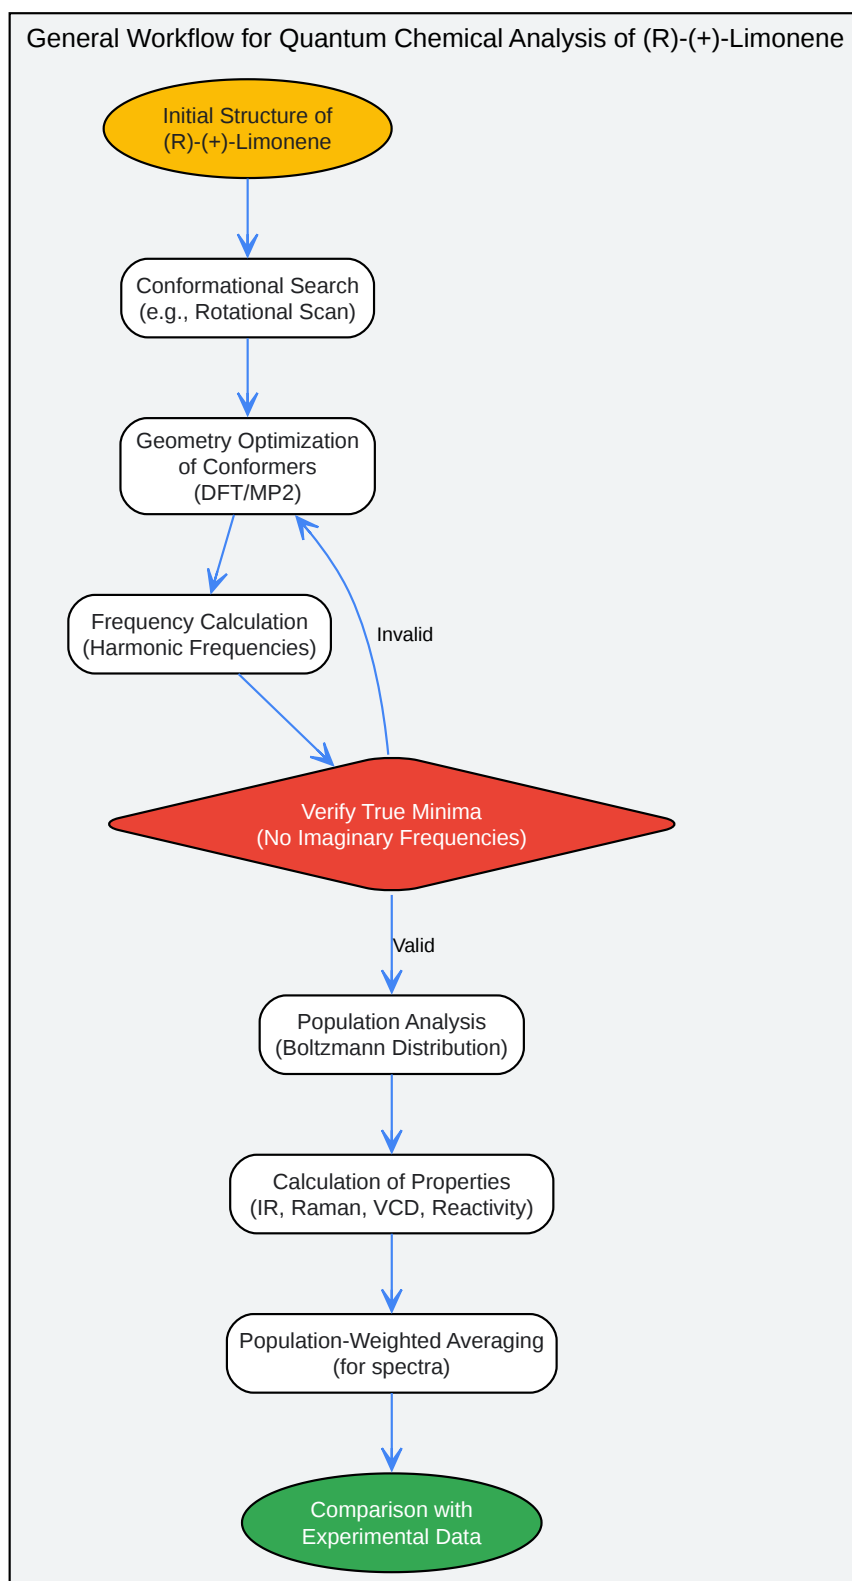 General Workflow for Quantum Chemical Analysis of (R)-(+)-Limonene
Initial Structure of
(R)-(+)-Limonene
Conformational Search
(e.g., Rotational Scan)
Geometry Optimization
of Conformers
(DFT/MP2)
Frequency Calculation
(Harmonic Frequencies)
Invalid
Verify True Minima
(No Imaginary Frequencies)
Valid
Population Analysis
(Boltzmann Distribution)
Calculation of Properties
(IR, Raman, VCD, Reactivity)
Population-Weighted Averaging
(for spectra)
Comparison with
Experimental Data